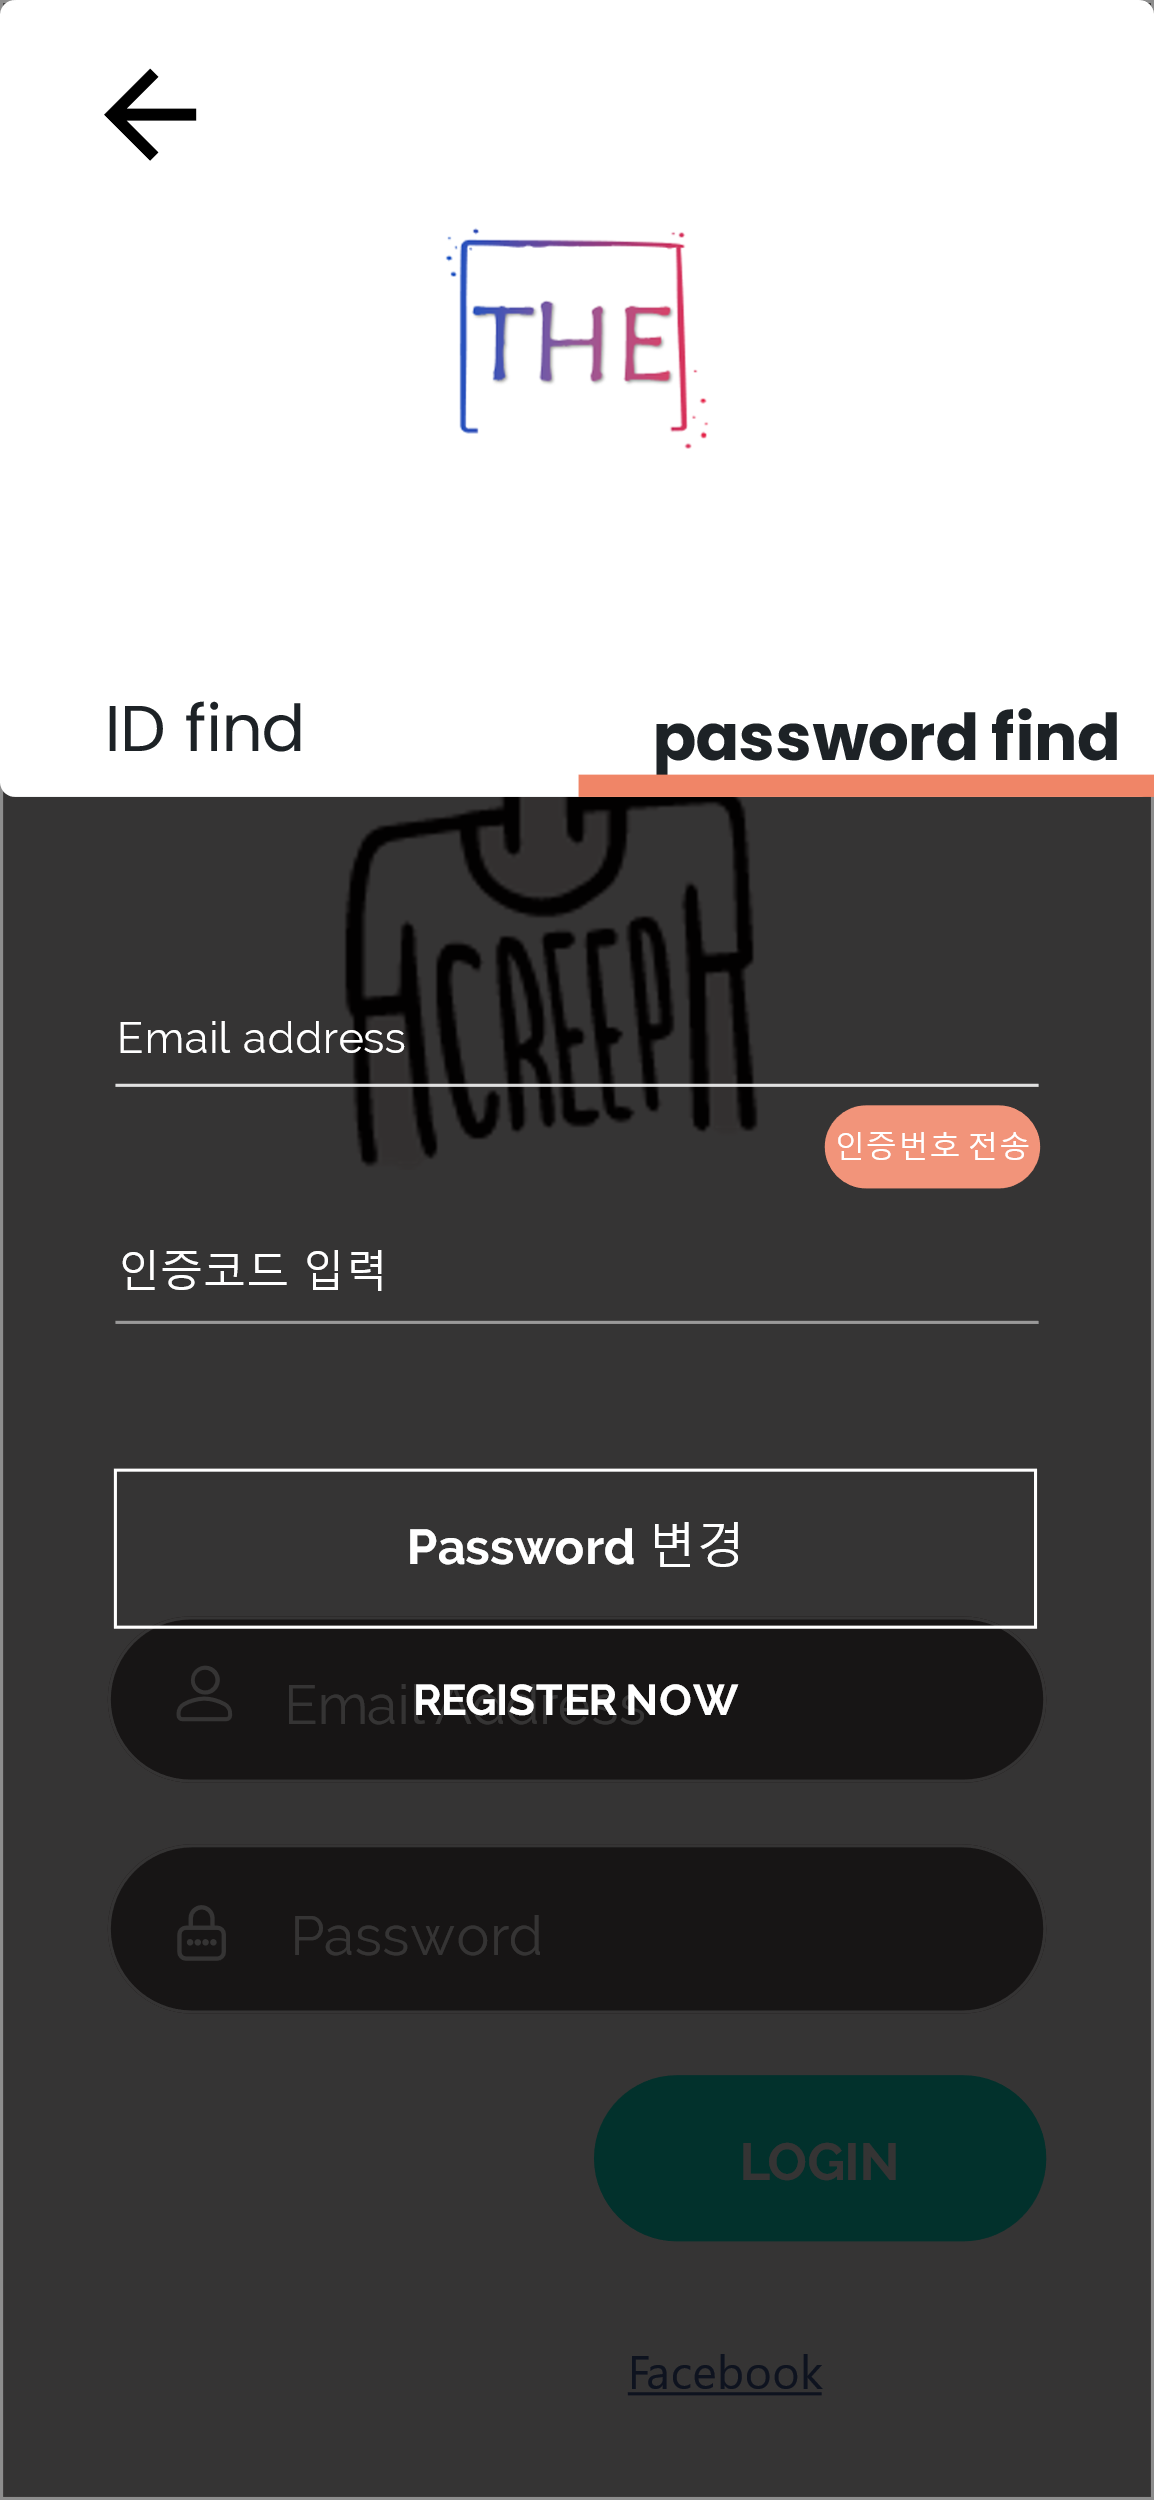 THE
ID find
password find
ACREEPH
Email address
인증번호 전송
인증코드 입력
Password 변경
Email Address
REGISTER NOW
Password
LOGIN
Facebook